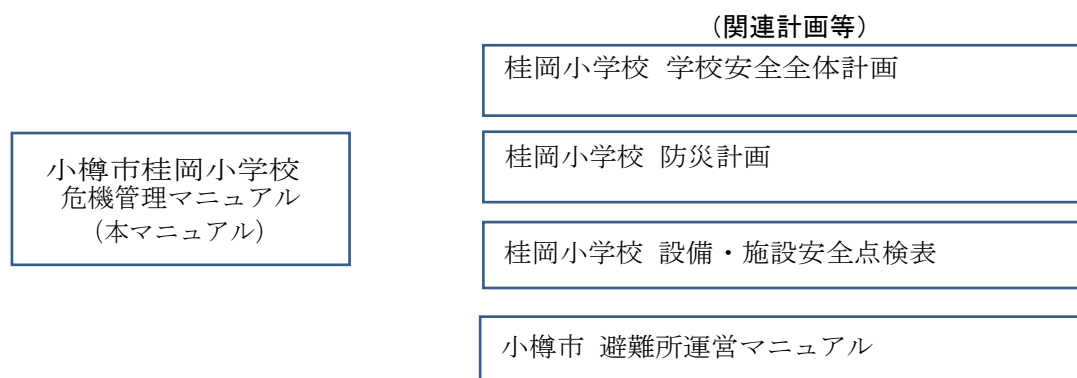 （関連計画等）
桂岡小学校 学校安全全体計画
小樽市桂岡小学校
危機管理マニュアル
（本マニュアル）
桂岡小学校 防災計画
桂岡小学校 設備・施設安全点検表
小樽市 避難所運営マニュアル